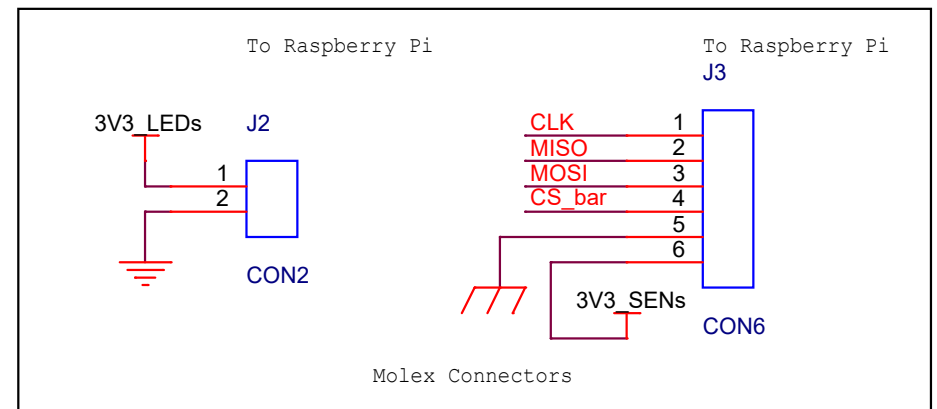 To Raspberry Pi
To Raspberry Pi
J3
3V3_LEDs
J2
1
2
CON2
CLK
1
MISO
2
MOSI
3
CS_bar
4
5
6
3V3_SENs
CON6
Molex Connectors